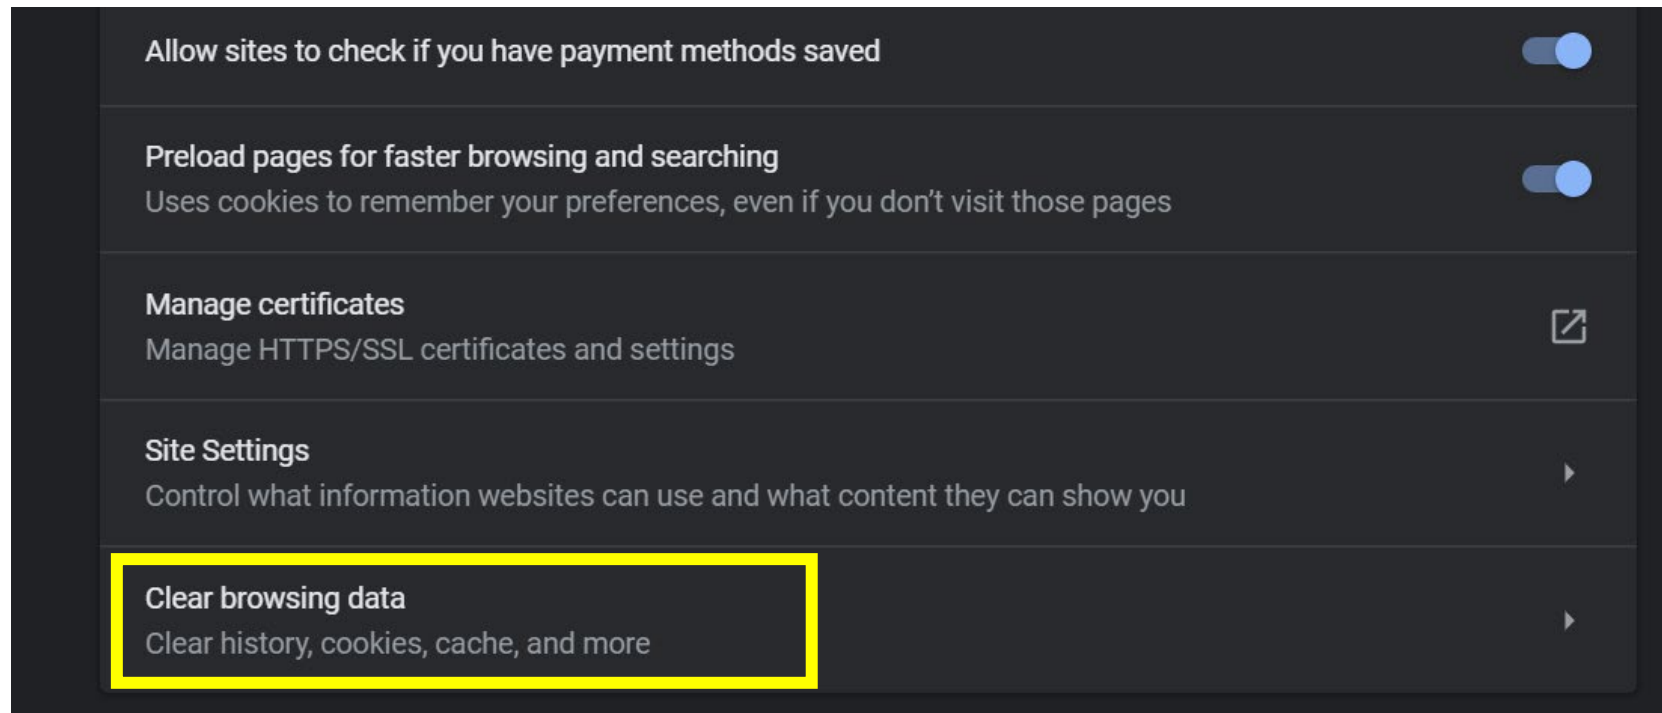 Allow sites to check if you have payment methods saved
Preload pages for faster browsing and searching
Uses cookies to remember your preferences, even if you don’t visit those pages
Manage certificates
Manage HTTPS/SSL certificates and settings
Site Settings
Control what information websites can use and what content they can show you
Clear browsing data
Clear history, cookies, cache, and more